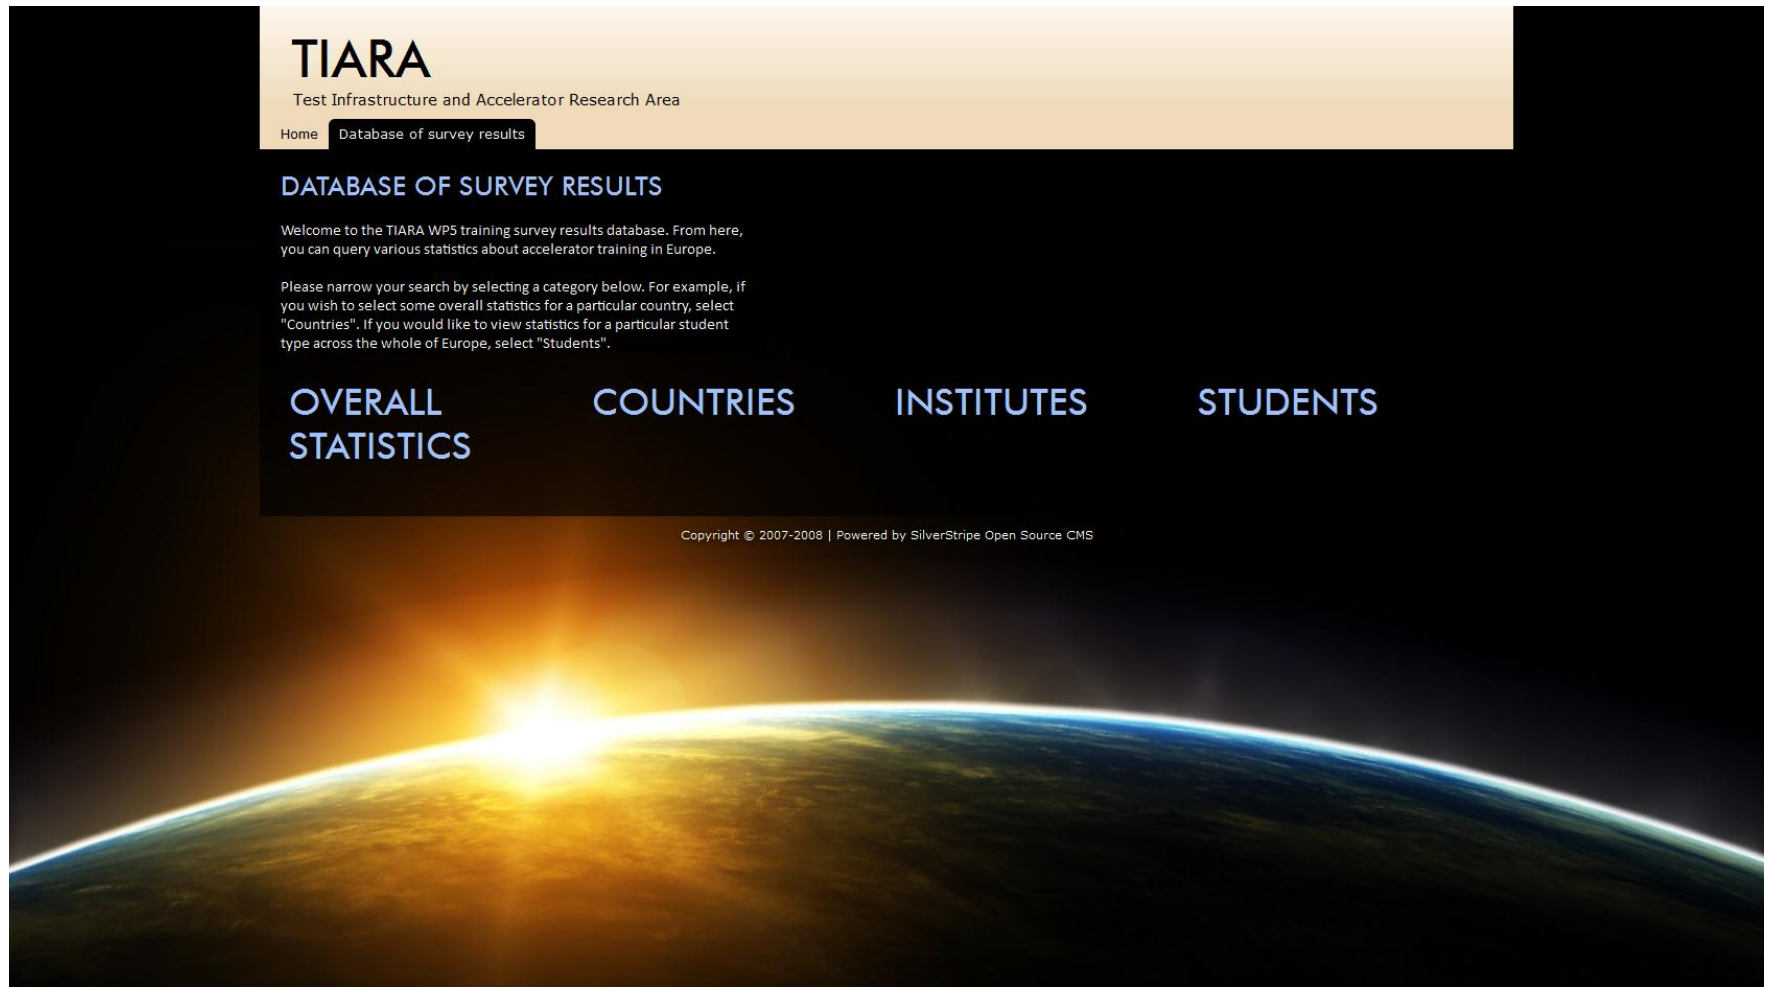 TIARA
Test Infrastructure and Accelerator Research Area
Home Database of survey results
DATABASE OF SURVEY RESULTS
Welcome to the TIARA WP5 training survey results database. From here,
you can query various statistics about accelerator training in Europe.
Please narrow your search by selecting a category below. For example, if
you wish to select some overall statistics for a particular country, select
"Countries". If you would like to view statistics for a particular student
type across the whole of Europe, select "Students".
OVERALL
STATISTICS
COUNTRIES
INSTITUTES
STUDENTS
Copyright © 2007-2008 | Powered by SilverStripe Open Source CMS